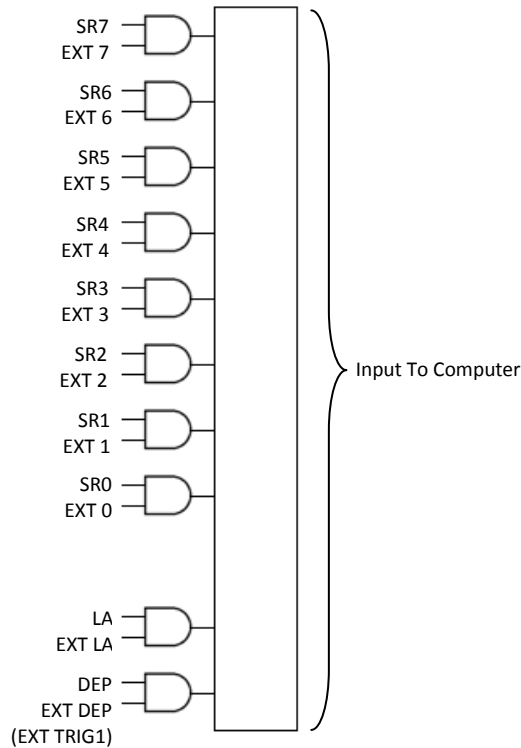 SR7
EXT 7
SR6
EXT 6
SR5
EXT 5
SR4
EXT 4
SR3
EXT 3
SR2
EXT 2
Input To Computer
SR1
EXT 1
SR0
EXT 0
LA
EXT LA
DEP
EXT DEP
(EXT TRIG1)